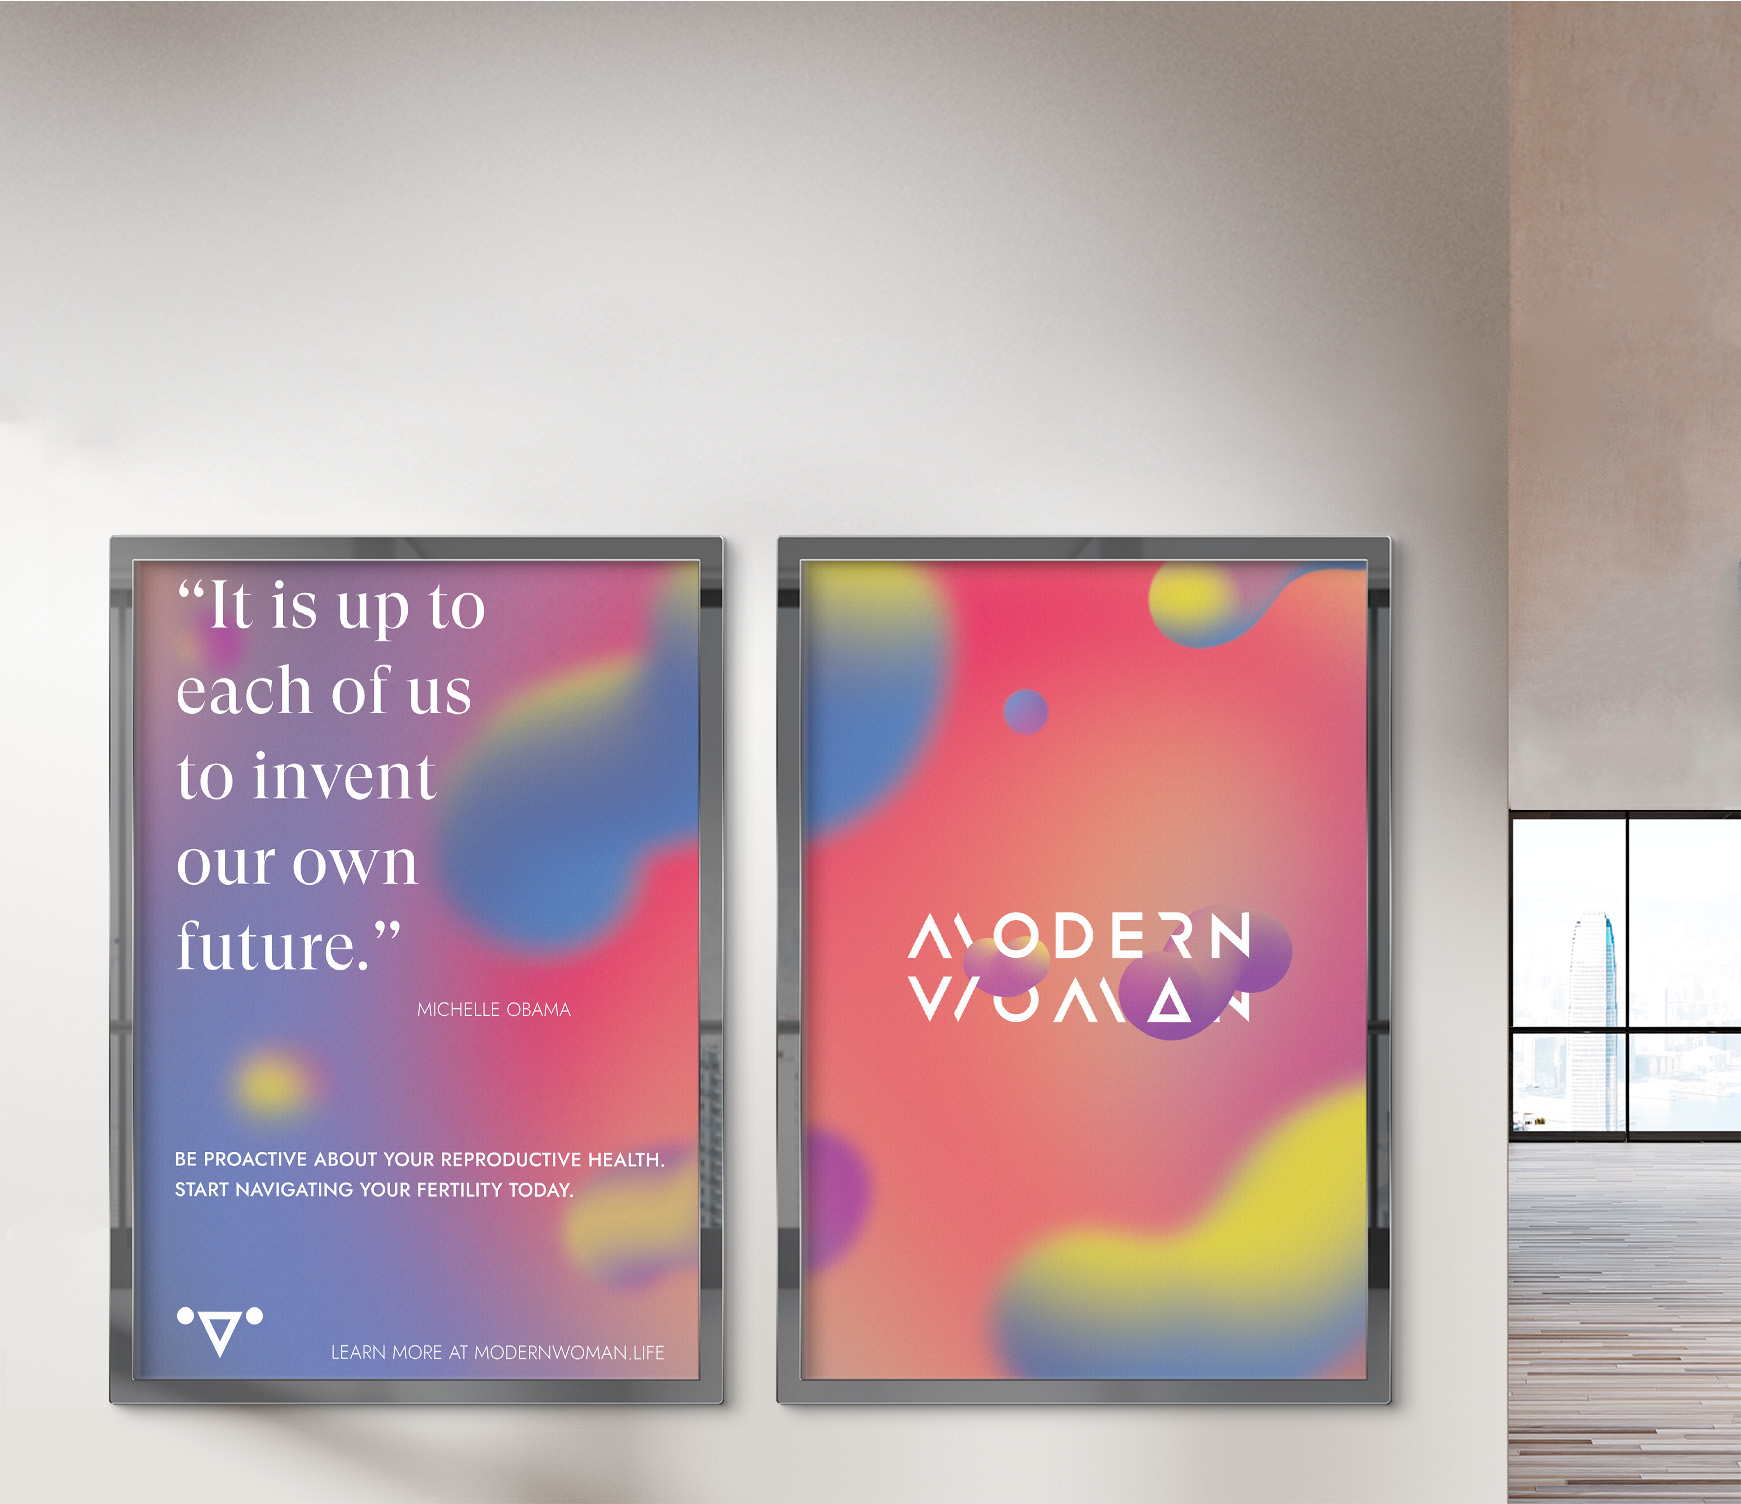 “It is up to
each of us
to invent
our own
future.”
MICHELLE OBAMA
BE PROACTIVE ABOUT YOUR REPRODUCTIVE HEALTH.
START NAVIGATING YOUR FERTILITY TODAY.
LEARN MORE AT MODERNWOMAN.LIFE
MODERN
WOMAN